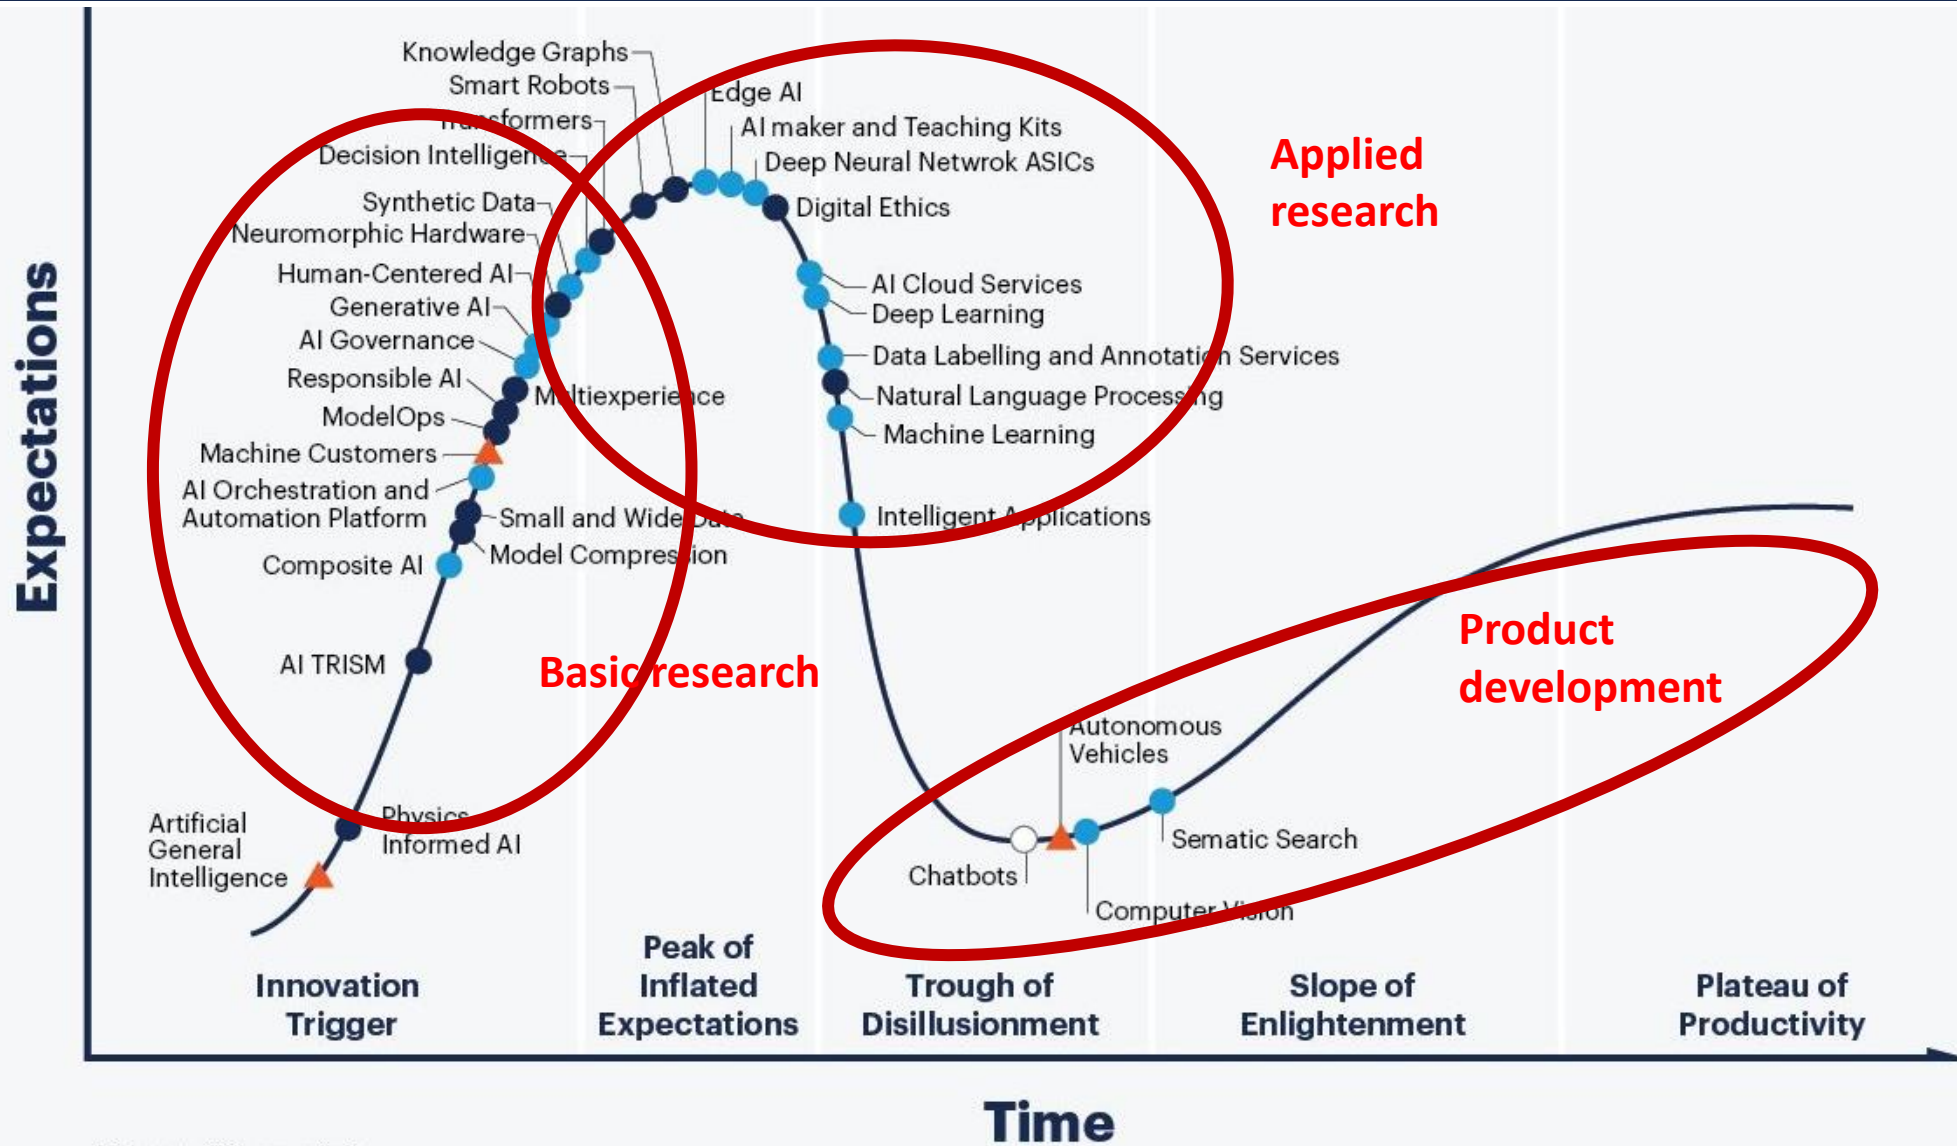 Knowledge Graphs
Smart Robots
Transformers
Decision Intelligence
Synthetic Data
Neuromorphic Hardware
Human-Centered AI
Generative AI
AI Governance
Responsible AI
ModelOps
Machine Customers
AI Orchestration and
Automation Platform
Composite AI
AI TRISM
Artificial
General
Intelligence
Physics
Informed AI
Multiexperience
Small and Wide Data
Model Compression
Edge AI
AI maker and Teaching Kits
Deep Neural Netwrok ASICs
Digital Ethics
AI Cloud Services
Deep Learning
Data Labelling and Annotation Services
Natural Language Processing
Machine Learning
Intelligent Applications
Applied
research
Basic research
Product
development
Autonomous
Vehicles
Chatbots
Computer Vision
Sematic Search
Expectations
Innovation
Trigger
Peak of
Inflated
Expectations
Trough of
Disillusionment
Slope of
Enlightenment
Plateau of
Productivity
Time